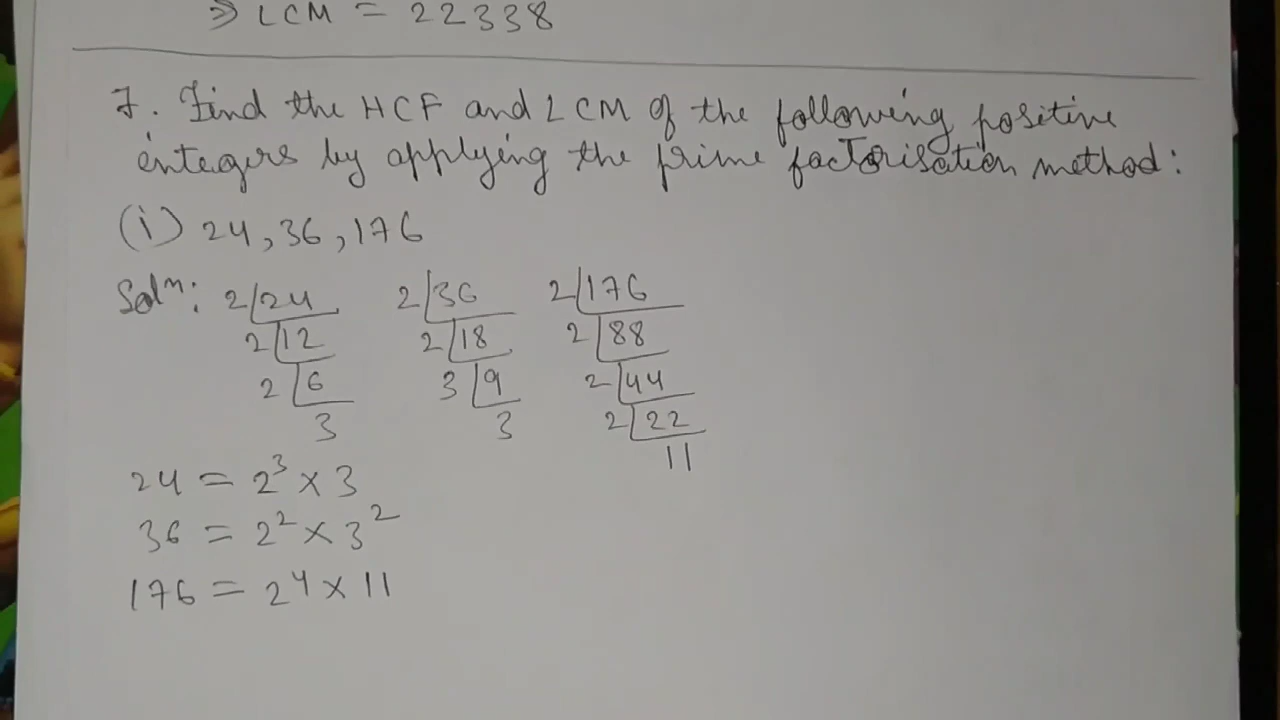 ⇒ LCM = 22338
7. Find the HCF and LCM of the following positive
integers by applying the prime factorisation method:
(i) 24, 36, 176
Solⁿ: 2 24 2 36 2 176
2 12 2 18 2 88
2 6 3 9 2 44
3 3 2 22
11
24 = 2³ × 3
36 = 2² × 3²
176 = 2⁴ × 11